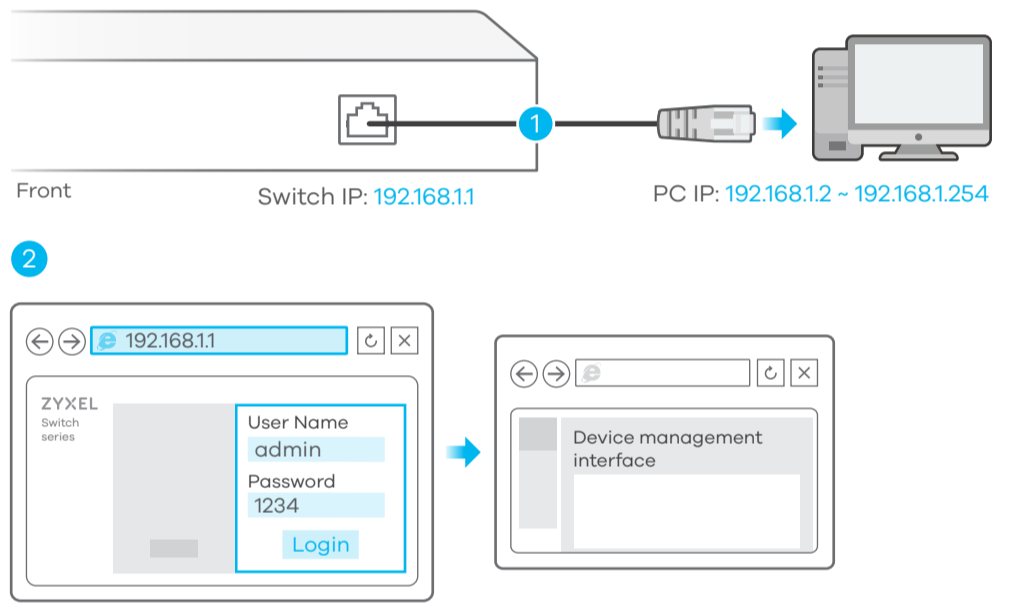 1
Front
Switch IP: 192.168.1.1
PC IP: 192.168.1.2 ~ 192.168.1.254
2
192.168.1.1
ZYXEL
Switch
series
User Name
admin
Password
1234
Login
Device management
interface